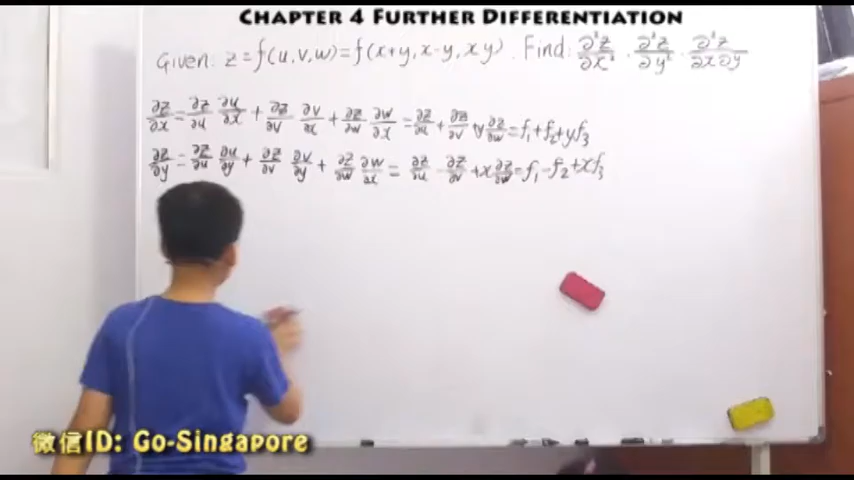 CHAPTER 4 FURTHER DIFFERENTIATION
Given: z = f(u,v,w) = f(x+y, x-y, xy). Find: ∂²z/∂x² · ∂²z/∂y² · ∂²z/∂x∂y
∂z/∂x = ∂z/∂u ∂u/∂x + ∂z/∂v ∂v/∂x + ∂z/∂w ∂w/∂x = ∂z/∂u + ∂z/∂v + y ∂z/∂w = f₁+f₂+yf₃
∂z/∂y = ∂z/∂u ∂u/∂y + ∂z/∂v ∂v/∂y + ∂z/∂w ∂w/∂x = ∂z/∂u - ∂z/∂v + x ∂z/∂w = f₁-f₂+xf₃
微信ID: Go-Singapore